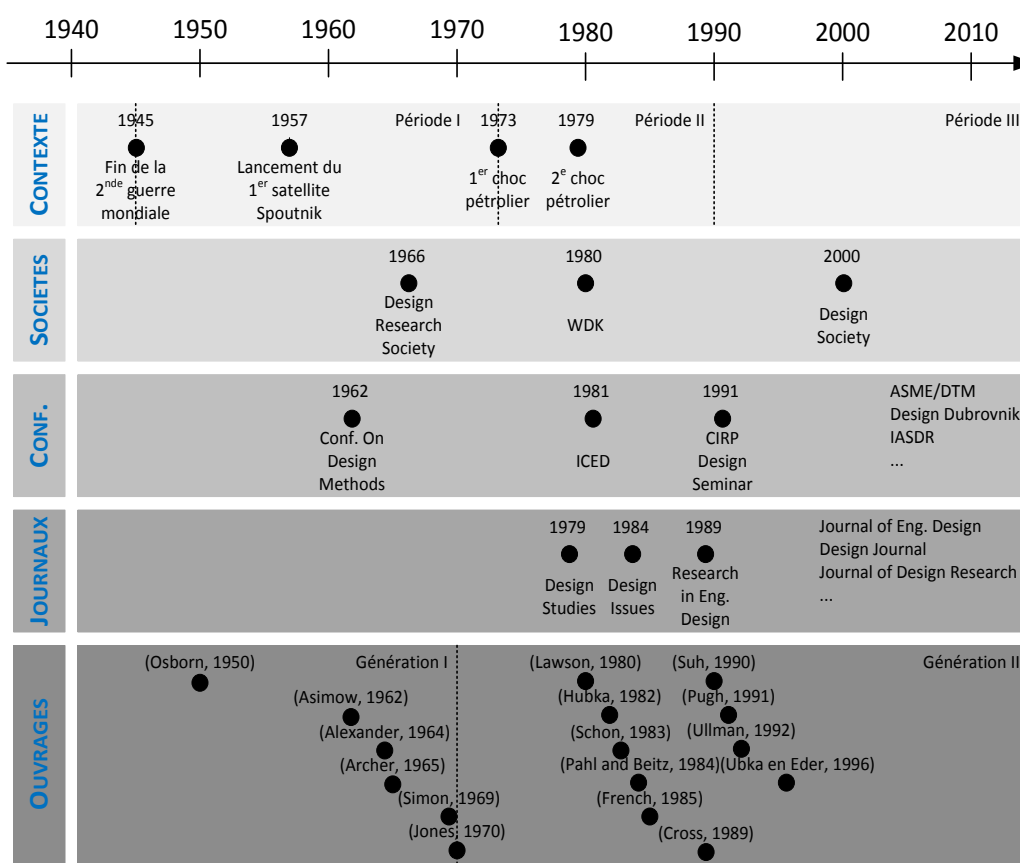 1940 1950 1960 1970 1980 1990 2000 2010
CONTEXTE
1945
Fin de la
2nde guerre
mondiale
1957
Lancement du
1er satellite
Spoutnik
Période I
1973
1er choc
pétrolier
1979
2e choc
pétrolier
Période II
Période III
SOCIETES
1966
Design
Research
Society
1980
WDK
2000
Design
Society
CONF.
1962
Conf. On
Design
Methods
1981
ICED
1991
CIRP
Design
Seminar
ASME/DTM
Design Dubrovnik
IASDR
...
JOURNAUX
1979
Design
Studies
1984
Design
Issues
1989
Research
in Eng.
Design
Journal of Eng. Design
Design Journal
Journal of Design Research
...
OUVRAGES
(Osborn, 1950)
Génération I
(Asimow, 1962)
(Alexander, 1964)
(Archer, 1965)
(Simon, 1969)
(Jones, 1970)
(Lawson, 1980)
(Hubka, 1982)
(Schon, 1983)
(Pahl and Beitz, 1984)
(French, 1985)
(Cross, 1989)
(Suh, 1990)
(Pugh, 1991)
(Ullman, 1992)
(Ubka en Eder, 1996)
Génération II